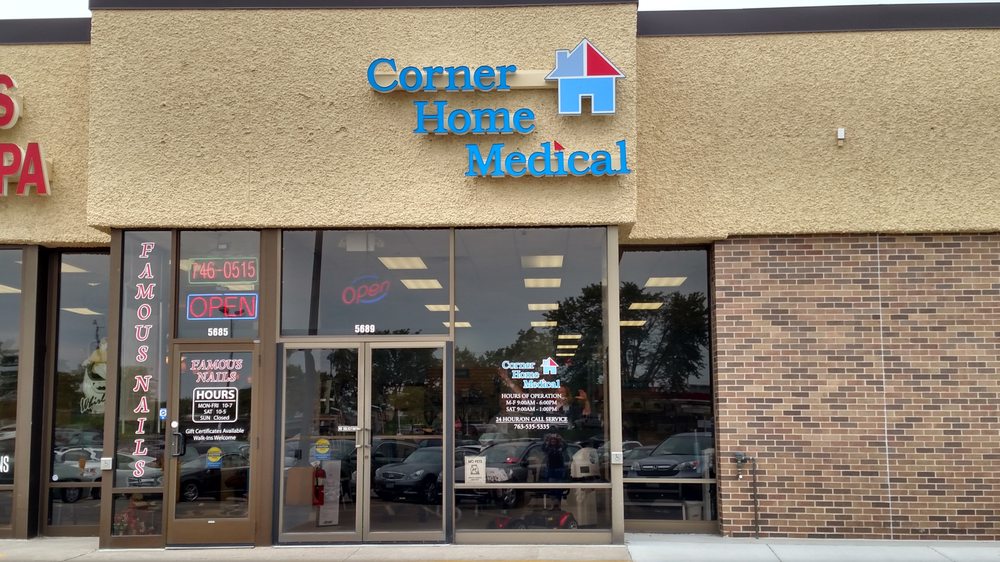 S
PA
Corner
Home
Medical
FAMOUS NAILS
746-0515
OPEN
5685
FAMOUS
NAILS
HOURS
MON-FRI 10-7
SAT 10-5
SUN Closed
Gift Certificates Available
Walk-Ins Welcome
Open
5689
Corner
Home
Medical
HOURS OF OPERATION
M-F 9:00AM - 6:00PM
SAT 9:00AM - 1:00PM
24 HOUR/ON CALL SERVICE
763-535-5335
NS